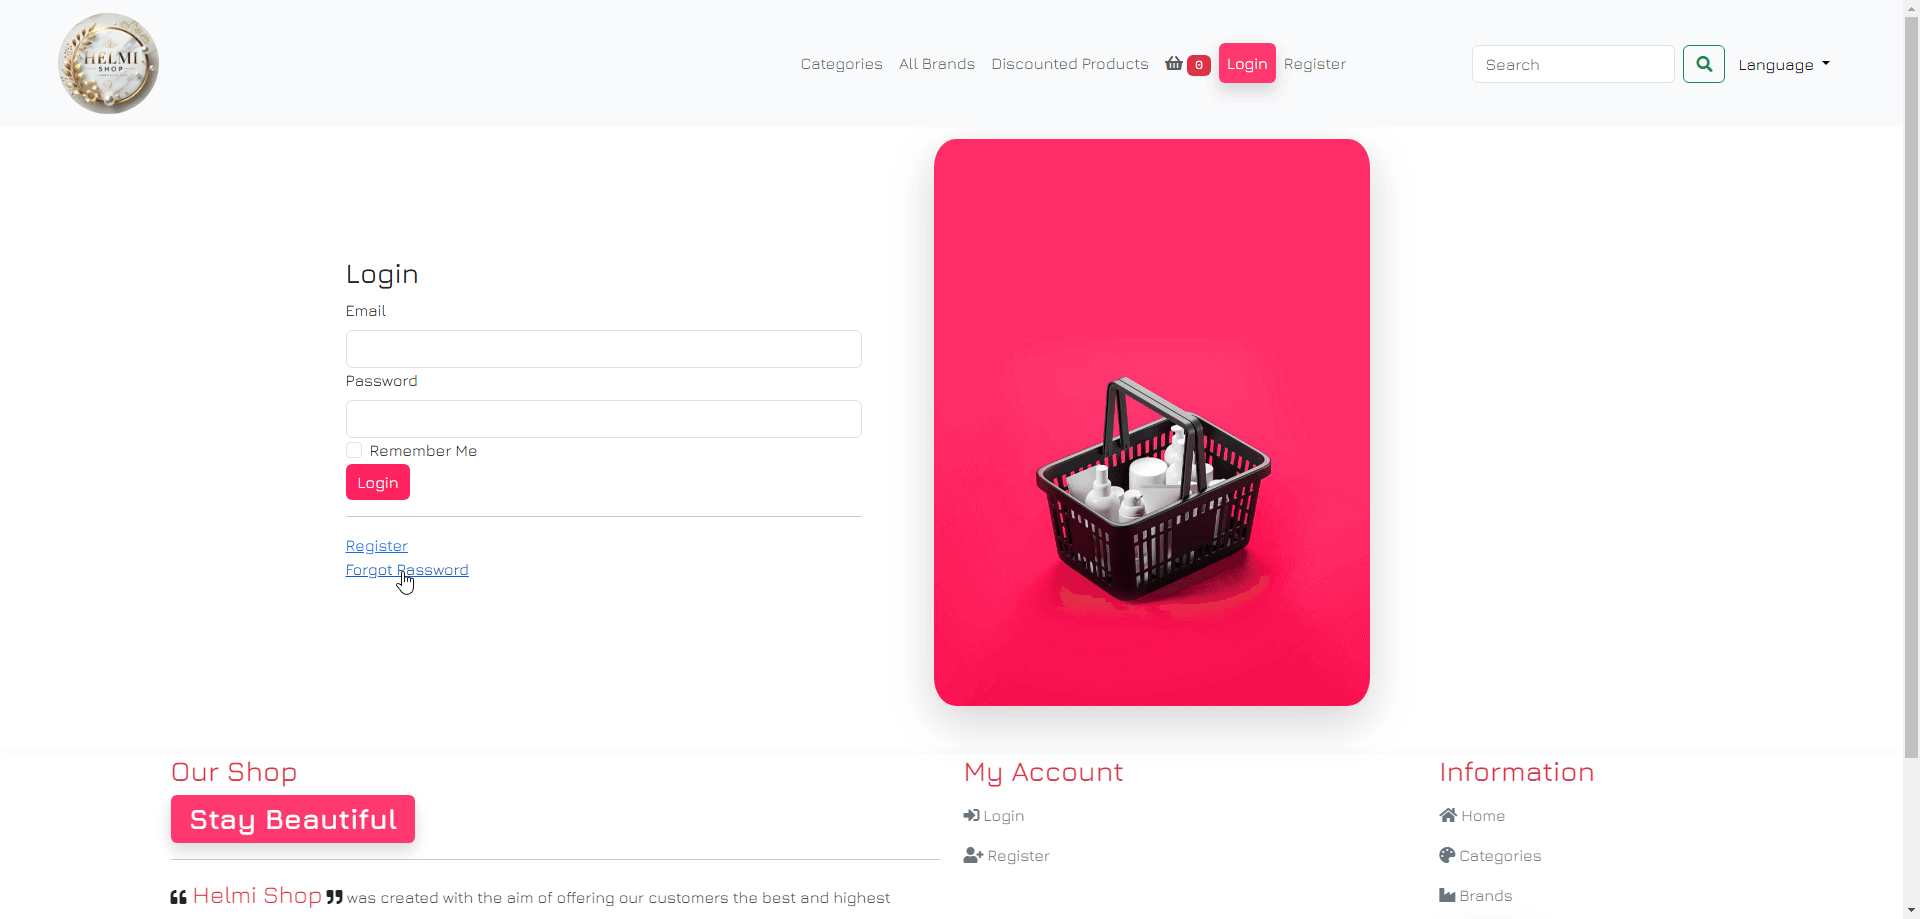 HELMI
SHOP
Categories All Brands Discounted Products 0 Login Register Search Language
Login
Email
Password
Remember Me
Login
Register
Forgot Password
Our Shop
Stay Beautiful
Helmi Shop was created with the aim of offering our customers the best and highest
My Account
Login
Register
Information
Home
Categories
Brands